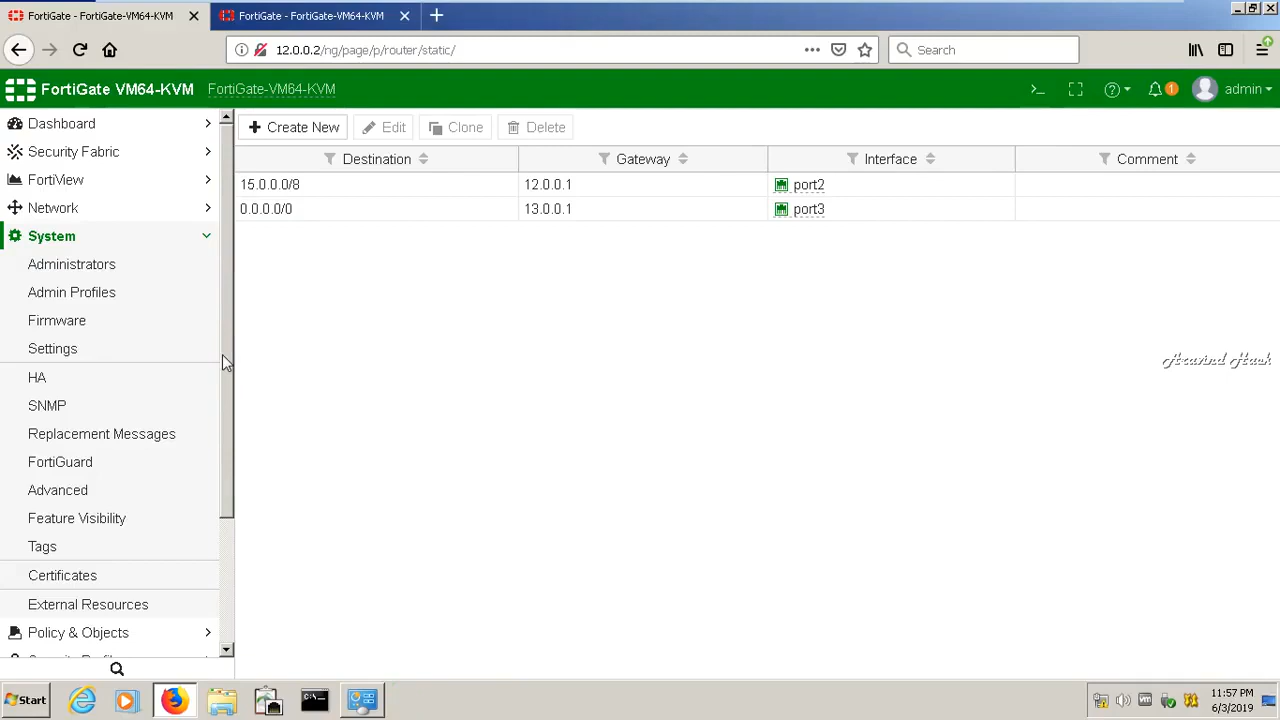 FortiGate - FortiGate-VM64-KVM
FortiGate - FortiGate-VM64-KVM
12.0.0.2/ng/page/p/router/static/
Search
FortiGate VM64-KVM
FortiGate-VM64-KVM
1
admin
Dashboard
Security Fabric
FortiView
Network
System
Administrators
Admin Profiles
Firmware
Settings
HA
SNMP
Replacement Messages
FortiGuard
Advanced
Feature Visibility
Tags
Certificates
External Resources
Policy & Objects
Create New
Edit
Clone
Delete
Destination Gateway Interface Comment
15.0.0.0/8 12.0.0.1 port2
0.0.0.0/0 13.0.0.1 port3
Aravind Hack
Start
11:57 PM
6/3/2019